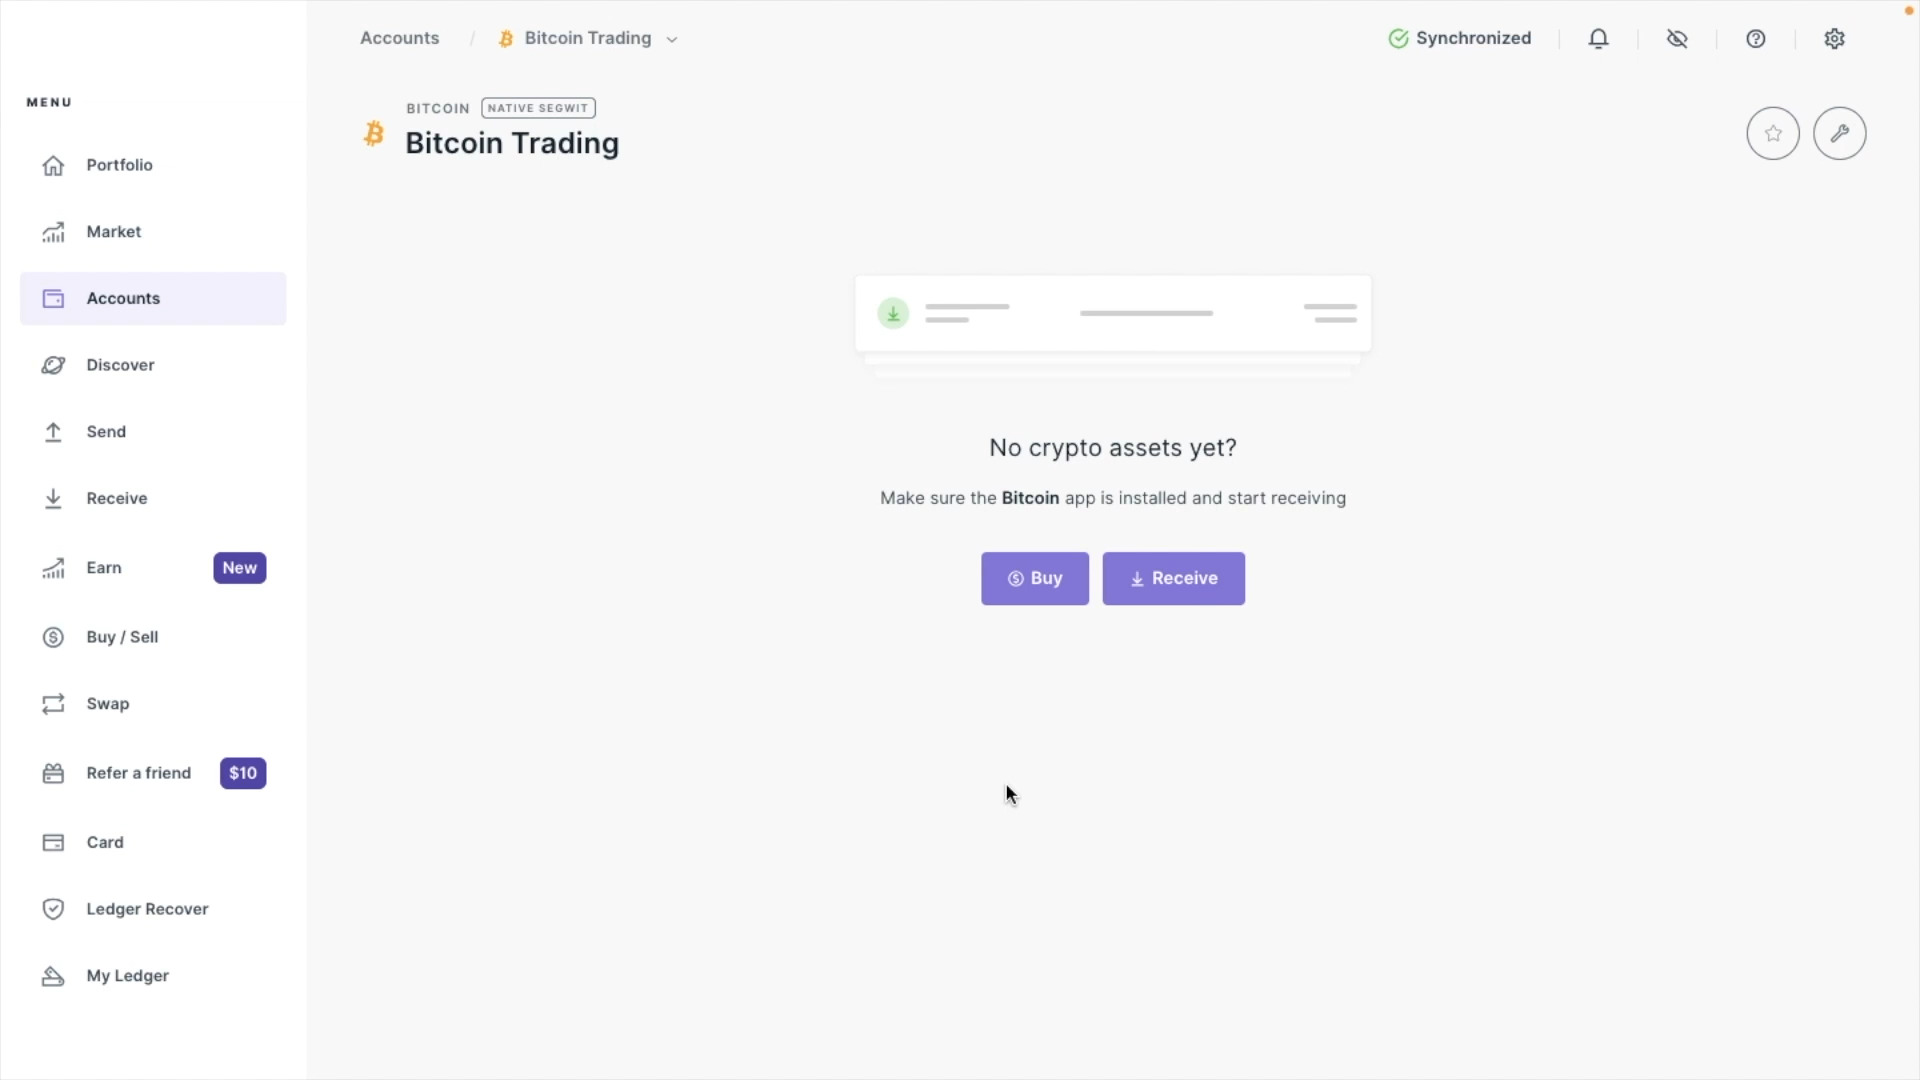 Accounts / Bitcoin Trading
Synchronized
MENU
Portfolio
Market
Accounts
Discover
Send
Receive
Earn New
Buy / Sell
Swap
Refer a friend $10
Card
Ledger Recover
My Ledger
BITCOIN NATIVE SEGWIT
Bitcoin Trading
No crypto assets yet?
Make sure the Bitcoin app is installed and start receiving
Buy Receive